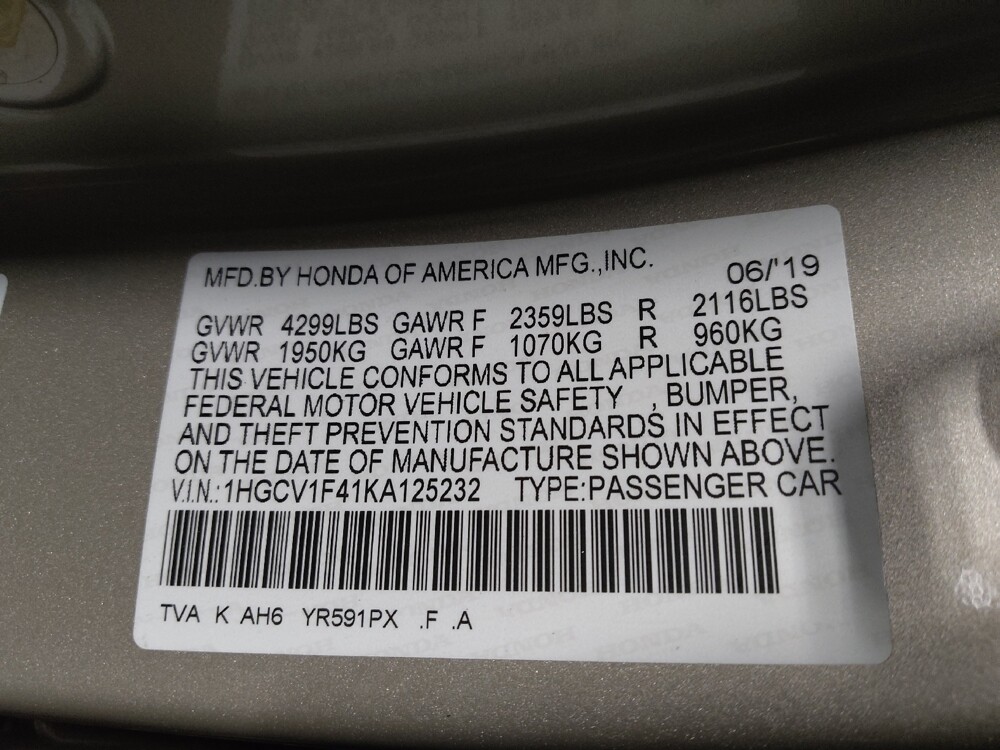 MFD.BY HONDA OF AMERICA MFG.,INC. 06/'19
GVWR 4299LBS GAWR F 2359LBS R 2116LBS
GVWR 1950KG GAWR F 1070KG R 960KG
THIS VEHICLE CONFORMS TO ALL APPLICABLE
FEDERAL MOTOR VEHICLE SAFETY , BUMPER,
AND THEFT PREVENTION STANDARDS IN EFFECT
ON THE DATE OF MANUFACTURE SHOWN ABOVE.
V.I.N.:1HGCV1F41KA125232 TYPE:PASSENGER CAR
TVA K AH6 YR591PX .F .A